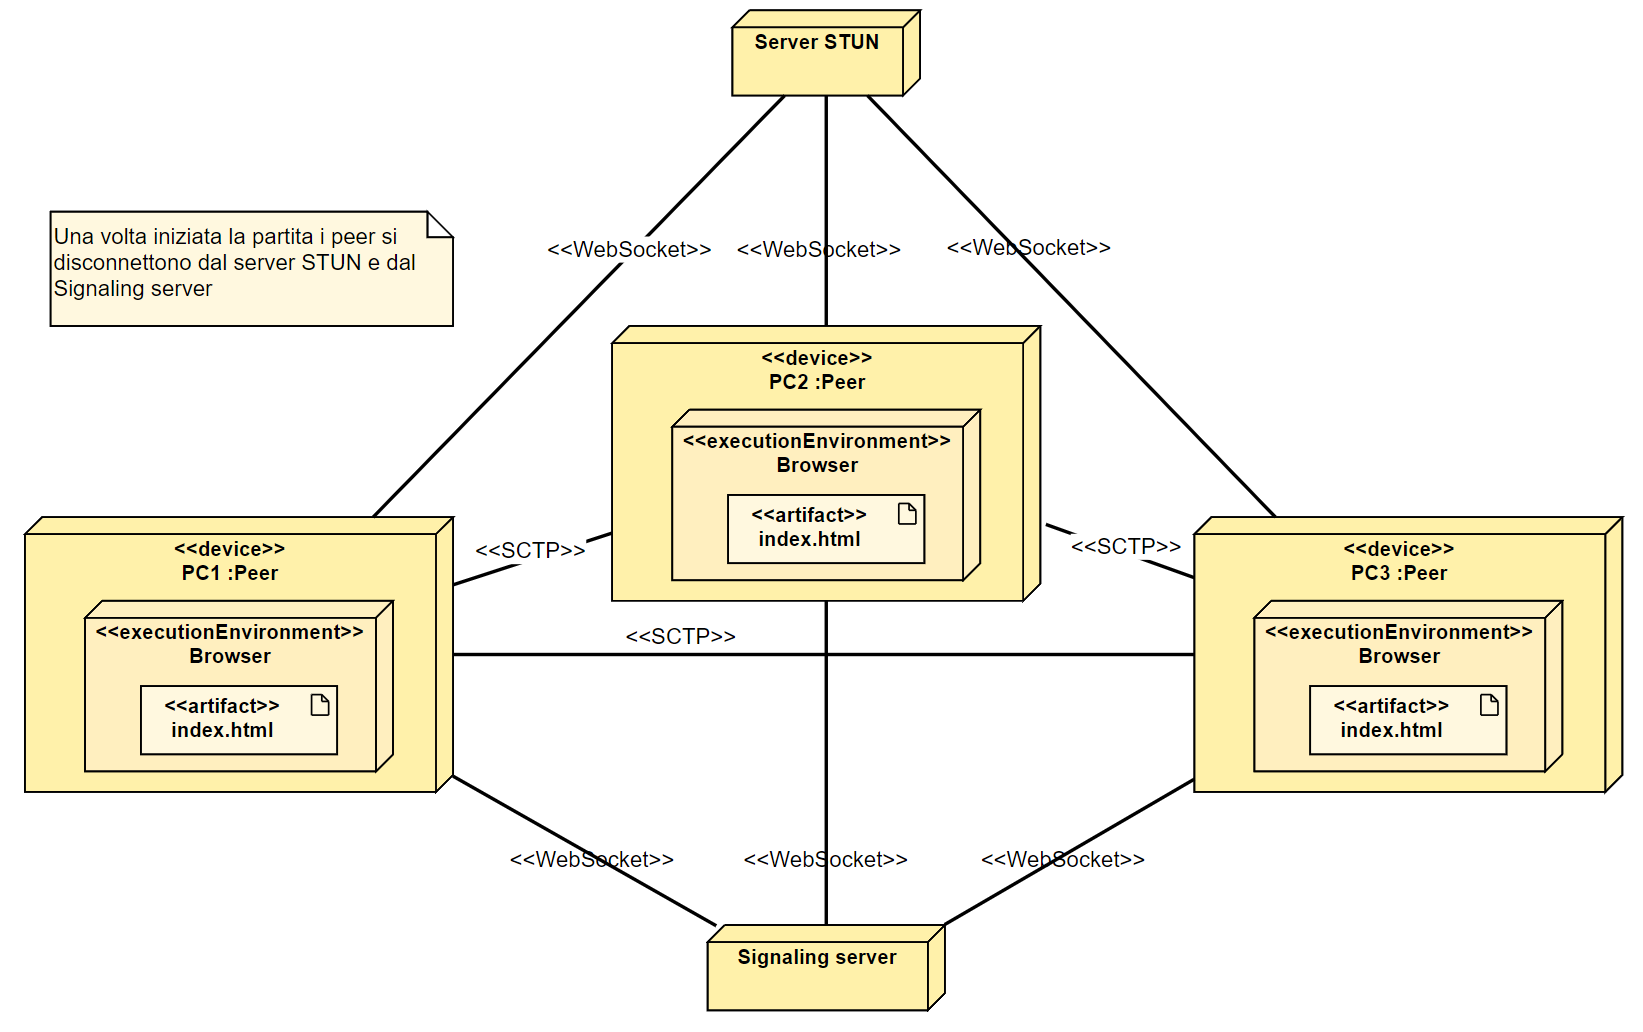 Server STUN
Una volta iniziata la partita i peer si
disconnettono dal server STUN e dal
Signaling server
<<WebSocket>>
<<WebSocket>>
<<WebSocket>>
<<device>>
PC2 :Peer
<<executionEnvironment>>
Browser
<<artifact>>
index.html
<<SCTP>>
<<SCTP>>
<<device>>
PC1 :Peer
<<executionEnvironment>>
Browser
<<artifact>>
index.html
<<SCTP>>
<<device>>
PC3 :Peer
<<executionEnvironment>>
Browser
<<artifact>>
index.html
<<WebSocket>>
<<WebSocket>>
<<WebSocket>>
Signaling server